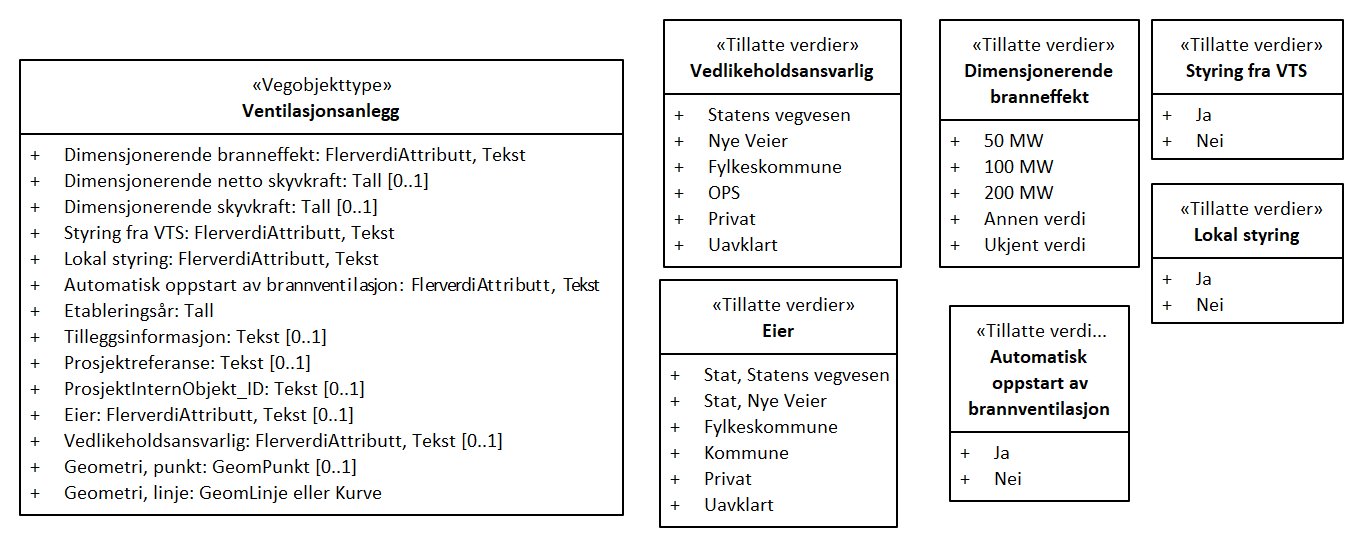 «Vegobjekttype»
Ventilasjonsanlegg
+ Dimensjonerende branneffekt: FlerverdiAttributt, Tekst
+ Dimensjonerende netto skyvkraft: Tall [0..1]
+ Dimensjonerende skyvkraft: Tall [0..1]
+ Styring fra VTS: FlerverdiAttributt, Tekst
+ Lokal styring: FlerverdiAttributt, Tekst
+ Automatisk oppstart av brannventilasjon: FlerverdiAttributt, Tekst
+ Etableringsår: Tall
+ Tilleggsinformasjon: Tekst [0..1]
+ Prosjektreferanse: Tekst [0..1]
+ ProsjektInternObjekt_ID: Tekst [0..1]
+ Eier: FlerverdiAttributt, Tekst [0..1]
+ Vedlikeholdsansvarlig: FlerverdiAttributt, Tekst [0..1]
+ Geometri, punkt: GeomPunkt [0..1]
+ Geometri, linje: GeomLinje eller Kurve
«Tillatte verdier»
Vedlikeholdsansvarlig
+ Statens vegvesen
+ Nye Veier
+ Fylkeskommune
+ OPS
+ Privat
+ Uavklart
«Tillatte verdier»
Eier
+ Stat, Statens vegvesen
+ Stat, Nye Veier
+ Fylkeskommune
+ Kommune
+ Privat
+ Uavklart
«Tillatte verdier»
Dimensjonerende
branneffekt
+ 50 MW
+ 100 MW
+ 200 MW
+ Annen verdi
+ Ukjent verdi
«Tillatte verdi...
Automatisk
oppstart av
brannventilasjon
+ Ja
+ Nei
«Tillatte verdier»
Styring fra VTS
+ Ja
+ Nei
«Tillatte verdier»
Lokal styring
+ Ja
+ Nei